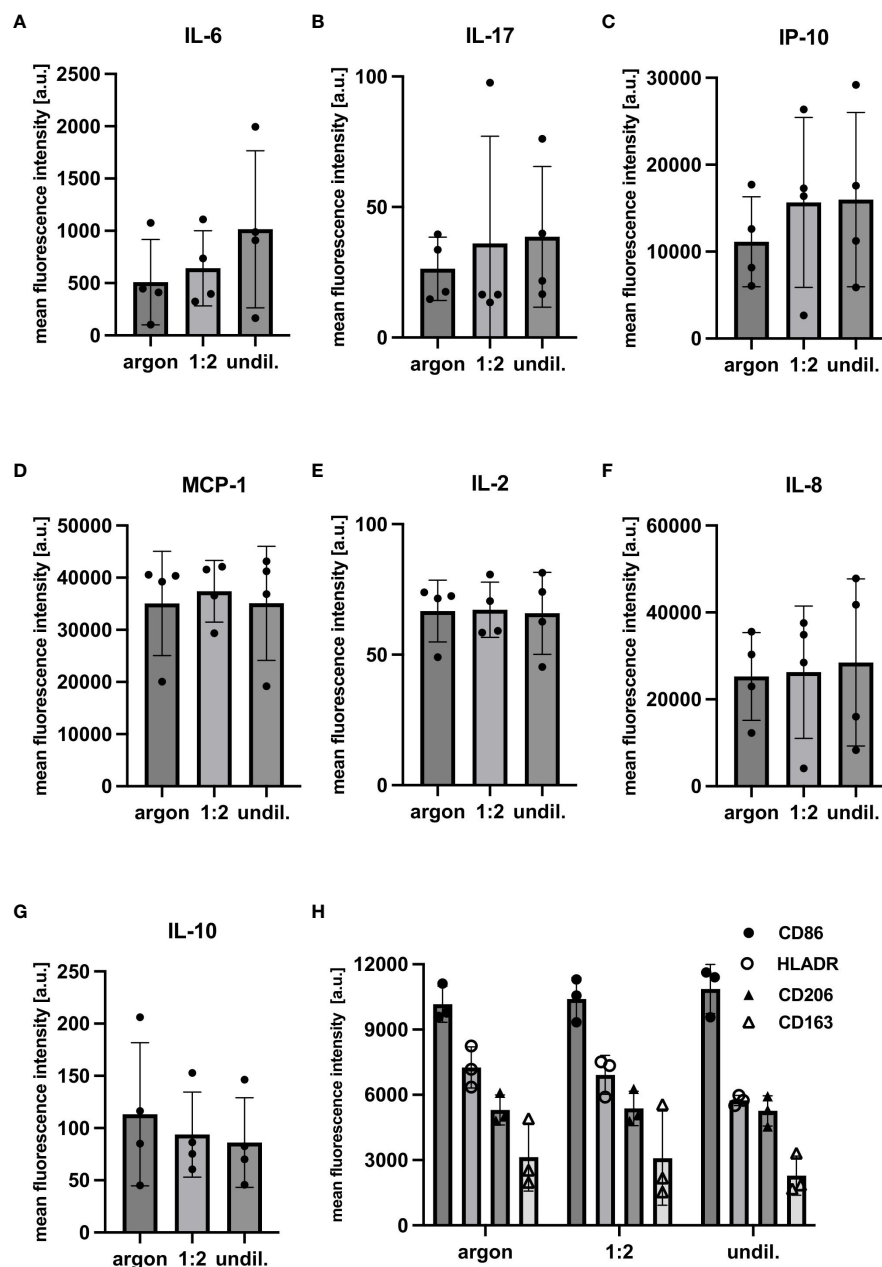 A
IL-6
mean fluorescence intensity [a.u.]
2500
2000
1500
1000
500
0
argon 1:2 undil.
B
IL-17
mean fluorescence intensity [a.u.]
100
50
0
argon 1:2 undil.
C
IP-10
mean fluorescence intensity [a.u.]
30000
20000
10000
0
argon 1:2 undil.
D
MCP-1
mean fluorescence intensity [a.u.]
50000
40000
30000
20000
10000
0
argon 1:2 undil.
E
IL-2
mean fluorescence intensity [a.u.]
100
50
0
argon 1:2 undil.
F
IL-8
mean fluorescence intensity [a.u.]
60000
40000
20000
0
argon 1:2 undil.
G
IL-10
mean fluorescence intensity [a.u.]
250
200
150
100
50
0
argon 1:2 undil.
H
mean fluorescence intensity [a.u.]
12000
9000
6000
3000
0
argon 1:2 undil.
CD86
HLADR
CD206
CD163